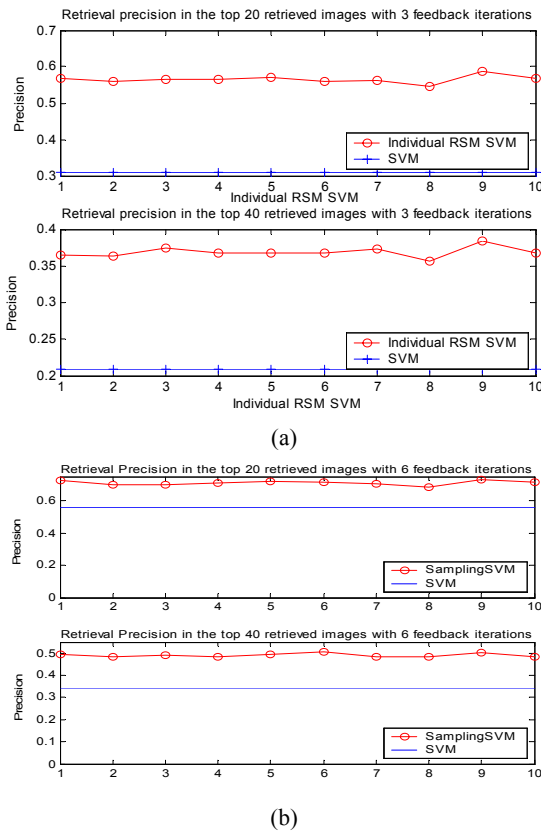 Retrieval precision in the top 20 retrieved images with 3 feedback iterations
0.7
0.6
0.5
0.4
0.3
Precision
Individual RSM SVM
SVM
1 2 3 4 5 6 7 8 9 10
Individual RSM SVM
Retrieval precision in the top 40 retrieved images with 3 feedback iterations
0.4
0.35
0.3
0.25
0.2
Precision
Individual RSM SVM
SVM
1 2 3 4 5 6 7 8 9 10
Individual RSM SVM
(a)
Retrieval Precision in the top 20 retrieved images with 6 feedback iterations
0.6
0.4
0.2
0
Precision
SamplingSVM
SVM
1 2 3 4 5 6 7 8 9 10
Retrieval Precision in the top 40 retrieved images with 6 feedback iterations
0.5
0.4
0.3
0.2
0.1
0
Precision
SamplingSVM
SVM
1 2 3 4 5 6 7 8 9 10
(b)